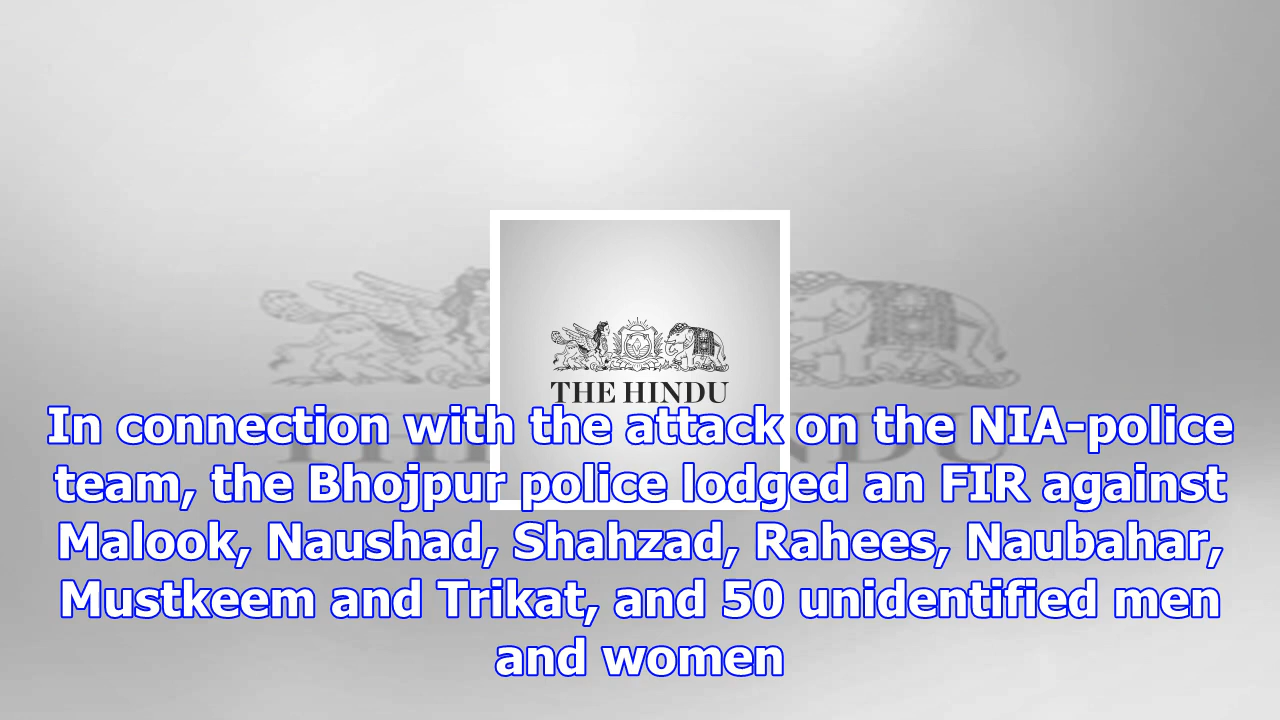 THE HINDU
In connection with the attack on the NIA-police
team, the Bhojpur police lodged an FIR against
Malook, Naushad, Shahzad, Rahees, Naubahar,
Mustkeem and Trikat, and 50 unidentified men
and women